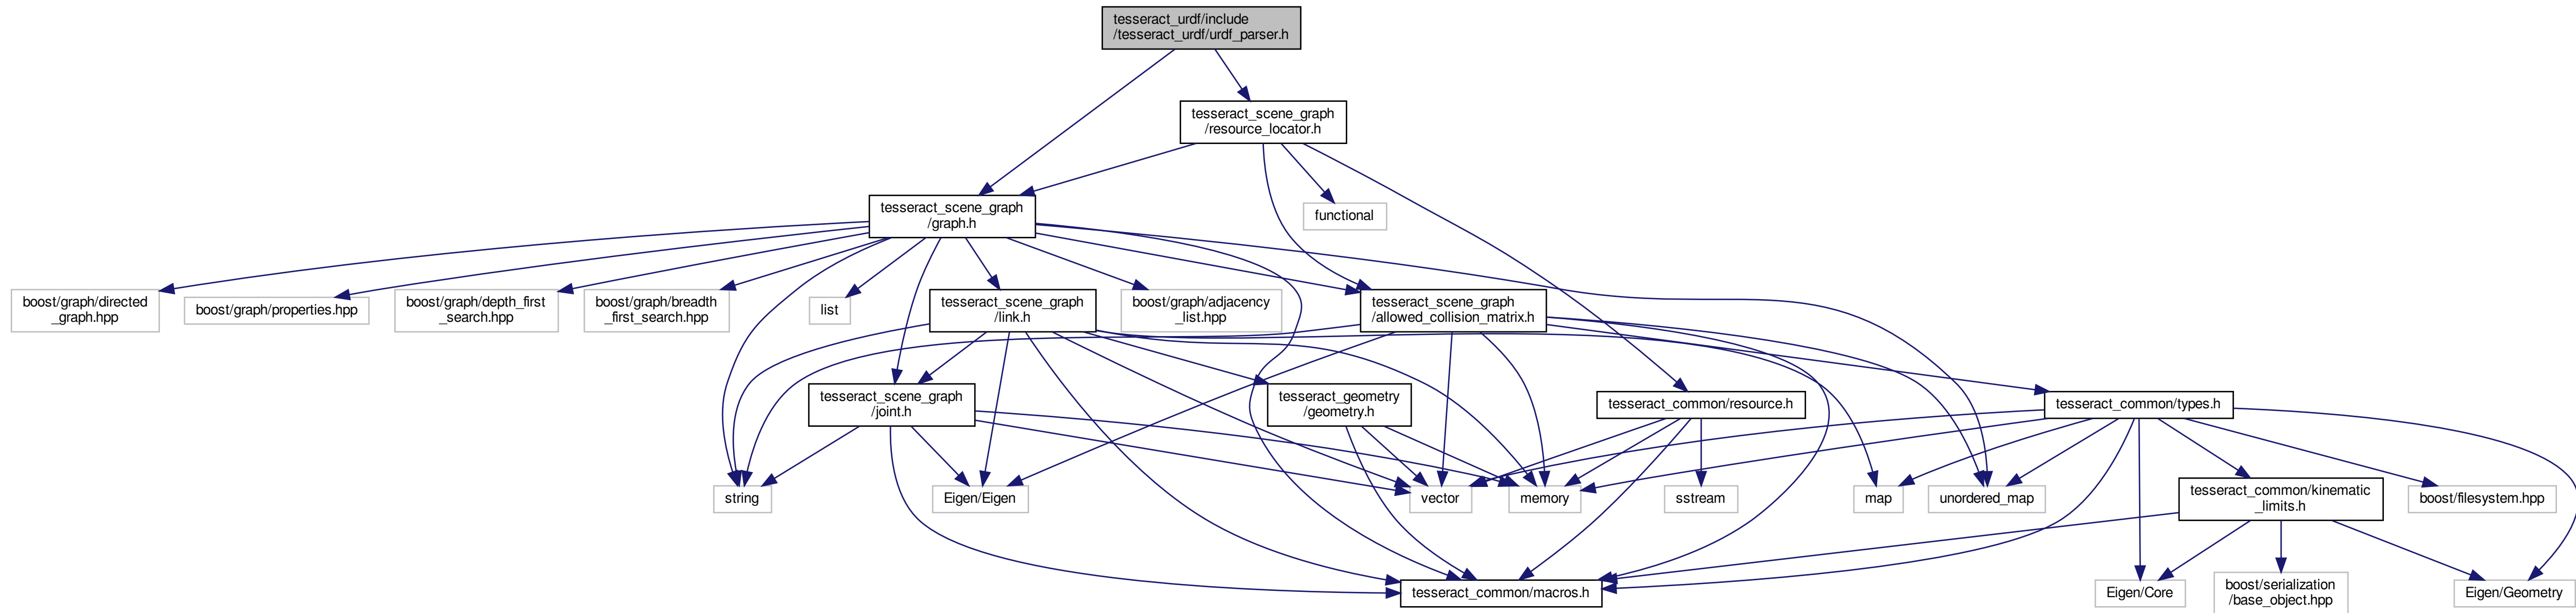 tesseract_urdf/include
/tesseract_urdf/urdf_parser.h
tesseract_scene_graph
/resource_locator.h
tesseract_scene_graph
/graph.h
functional
boost/graph/directed
_graph.hpp
boost/graph/properties.hpp
boost/graph/depth_first
_search.hpp
boost/graph/breadth
_first_search.hpp
list
tesseract_scene_graph
/link.h
boost/graph/adjacency
_list.hpp
tesseract_scene_graph
/allowed_collision_matrix.h
tesseract_scene_graph
/joint.h
tesseract_geometry
/geometry.h
tesseract_common/resource.h
tesseract_common/types.h
string
Eigen/Eigen
vector
memory
sstream
map
unordered_map
tesseract_common/kinematic
_limits.h
boost/filesystem.hpp
tesseract_common/macros.h
Eigen/Core
boost/serialization
/base_object.hpp
Eigen/Geometry